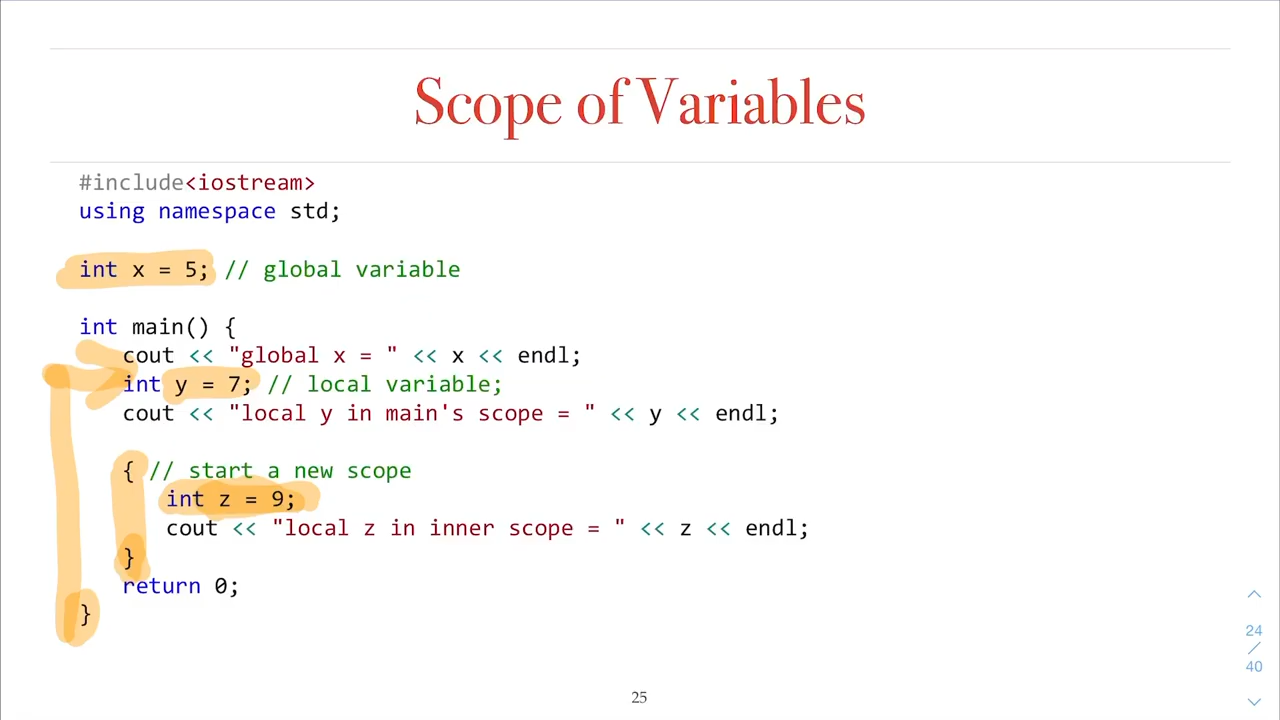 Scope of Variables
#include<iostream>
using namespace std;
int x = 5; // global variable
int main() {
cout << "global x = " << x << endl;
int y = 7; // local variable;
cout << "local y in main's scope = " << y << endl;
{ // start a new scope
int z = 9;
cout << "local z in inner scope = " << z << endl;
}
return 0;
}
24
/
40
25